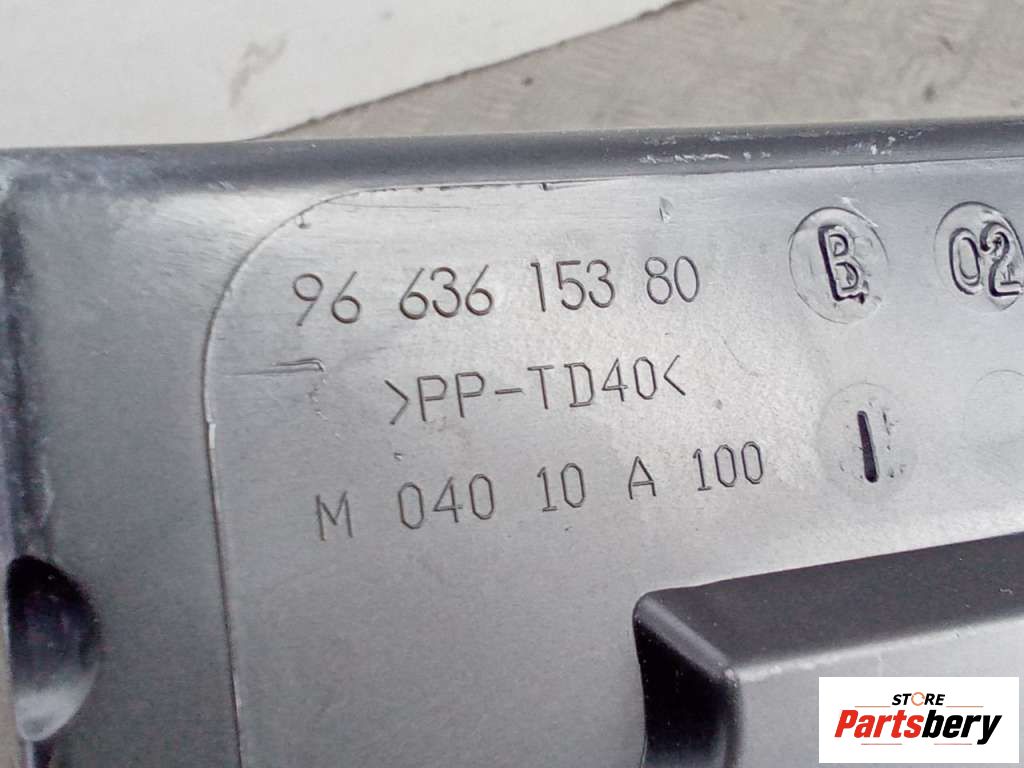 96 636 153 80 B 02
>PP-TD40<
M 040 10 A 100 I
STORE
Partsbery